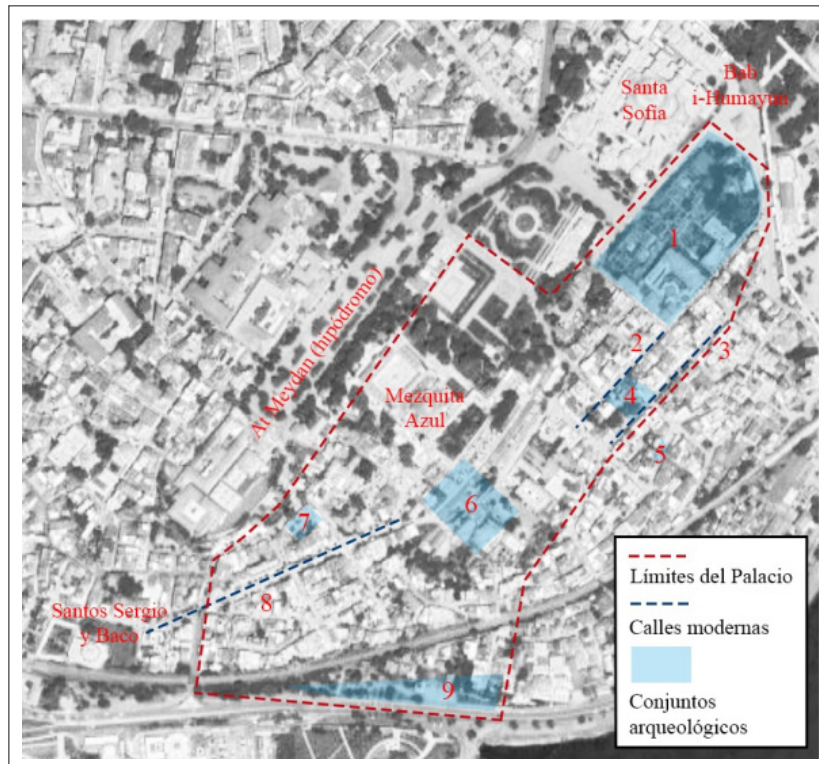 Santa
Sofía
Bab
i-Humayun
1
At Meydan (hipódromo)
2
3
Mezquita
Azul
4
5
6
7
8
Santos Sergio
y Baco
9
Límites del Palacio
Calles modernas
Conjuntos
arqueológicos